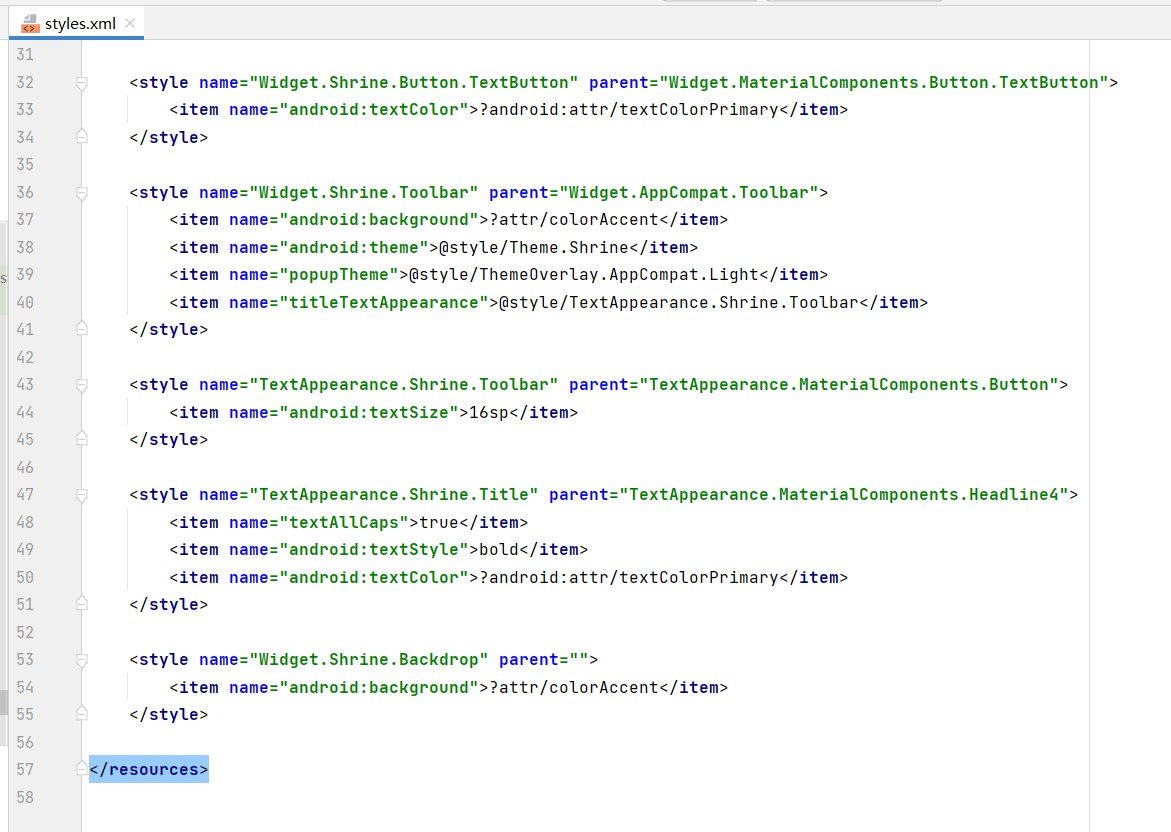 styles.xml
31
32 <style name="Widget.Shrine.Button.TextButton" parent="Widget.MaterialComponents.Button.TextButton">
33 <item name="android:textColor">?android:attr/textColorPrimary</item>
34 </style>
35
36 <style name="Widget.Shrine.Toolbar" parent="Widget.AppCompat.Toolbar">
37 <item name="android:background">?attr/colorAccent</item>
38 <item name="android:theme">@style/Theme.Shrine</item>
39 <item name="popupTheme">@style/ThemeOverlay.AppCompat.Light</item>
40 <item name="titleTextAppearance">@style/TextAppearance.Shrine.Toolbar</item>
41 </style>
42
43 <style name="TextAppearance.Shrine.Toolbar" parent="TextAppearance.MaterialComponents.Button">
44 <item name="android:textSize">16sp</item>
45 </style>
46
47 <style name="TextAppearance.Shrine.Title" parent="TextAppearance.MaterialComponents.Headline4">
48 <item name="textAllCaps">true</item>
49 <item name="android:textStyle">bold</item>
50 <item name="android:textColor">?android:attr/textColorPrimary</item>
51 </style>
52
53 <style name="Widget.Shrine.Backdrop" parent="">
54 <item name="android:background">?attr/colorAccent</item>
55 </style>
56
57 </resources>
58